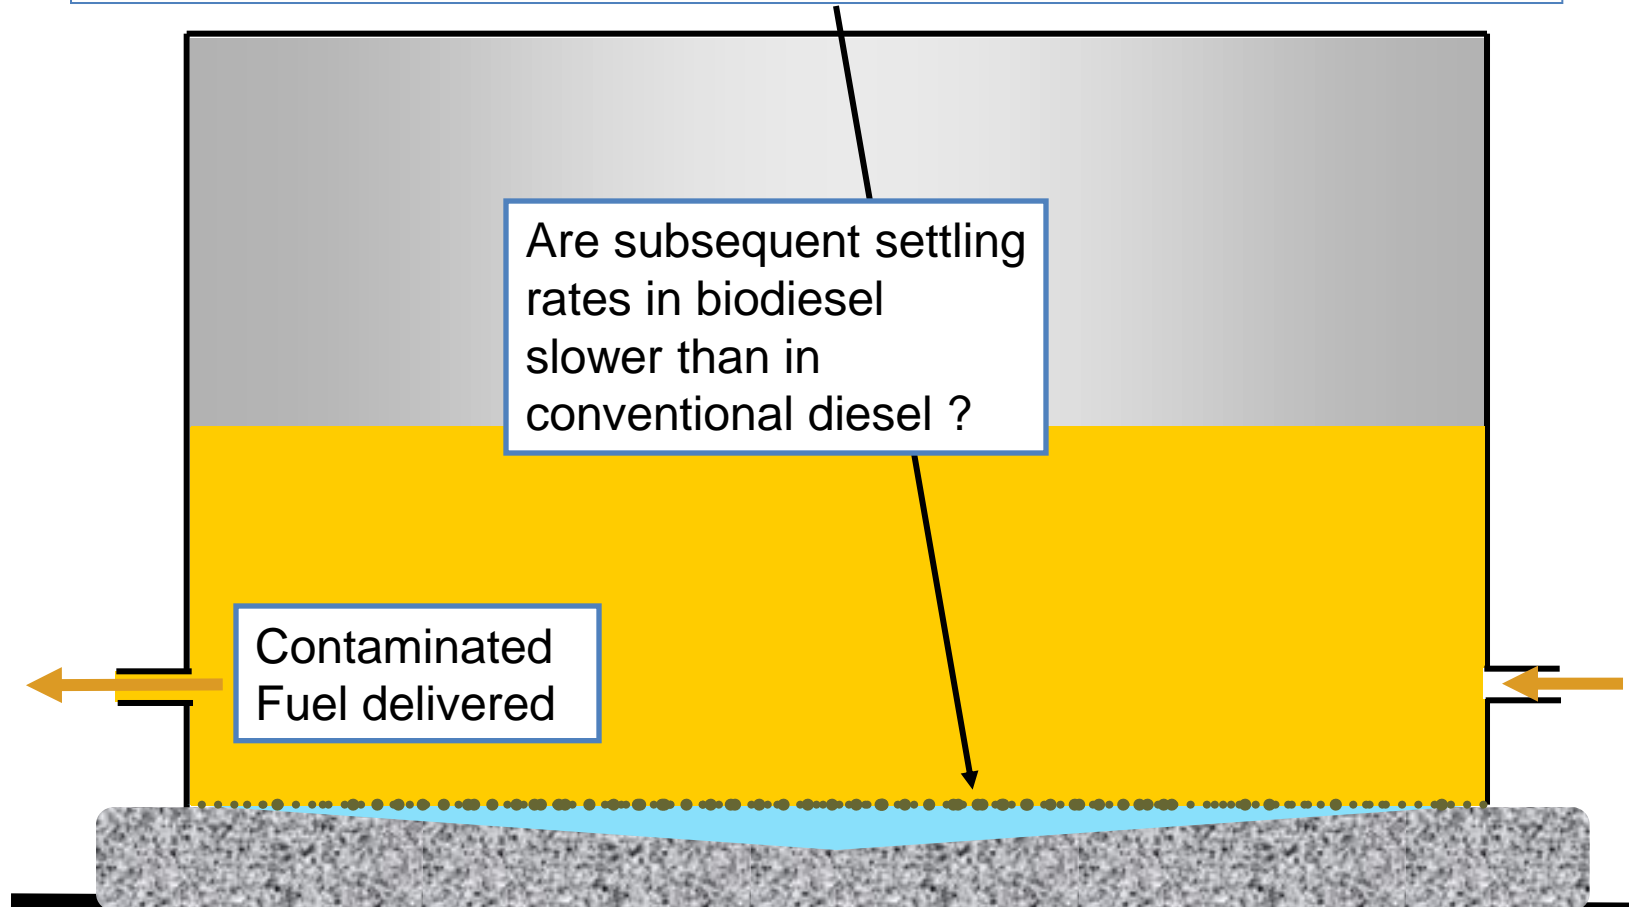 Are subsequent settling
rates in biodiesel
slower than in
conventional diesel ?
Contaminated
Fuel delivered